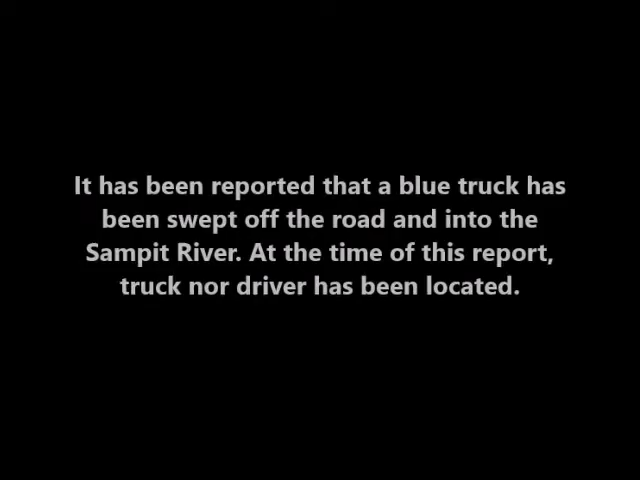 It has been reported that a blue truck has
been swept off the road and into the
Sampit River. At the time of this report,
truck nor driver has been located.